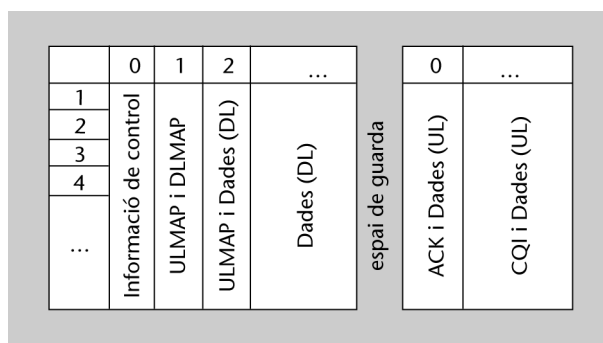 0 1 2 ...
1
2
3
4
...
Informació de control
ULMAP i DLMAP
ULMAP i Dades (DL)
Dades (DL)
espai de guarda
0 ...
ACK i Dades (UL)
CQI i Dades (UL)